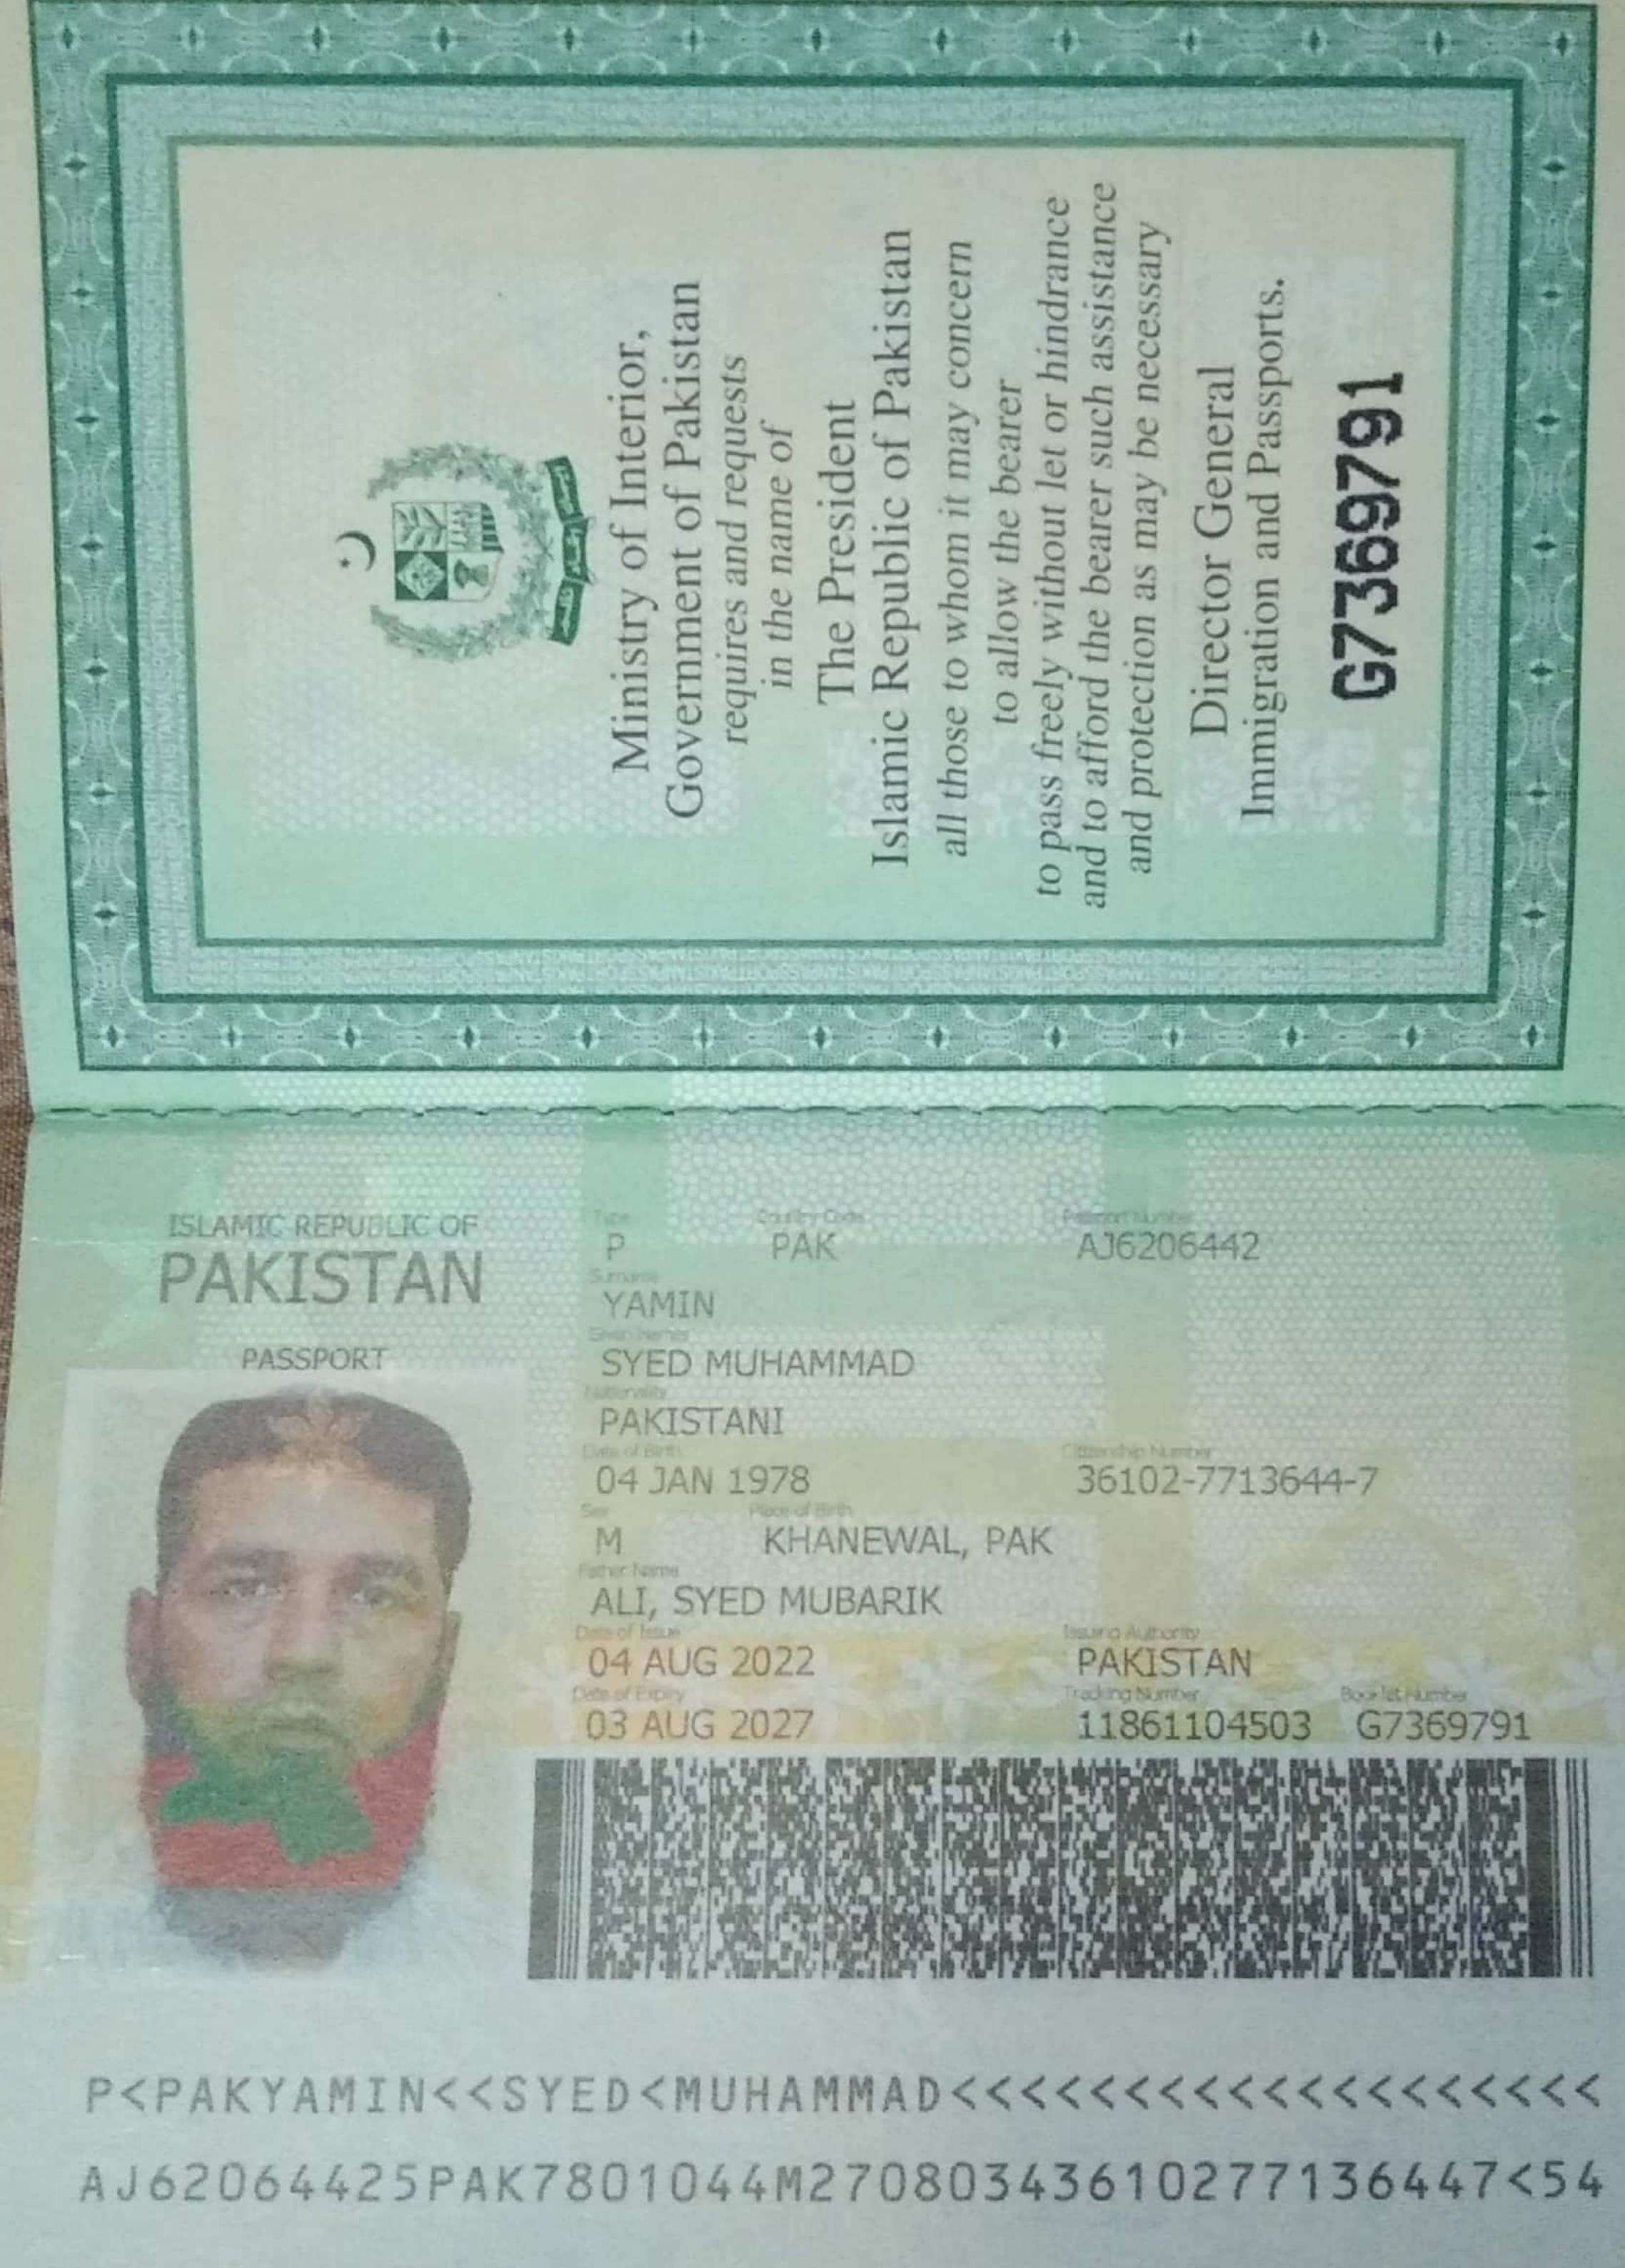 Ministry of Interior,
Government of Pakistan
requires and requests
in the name of
The President
Islamic Republic of Pakistan
all those to whom it may concern
to allow the bearer
to pass freely without let or hindrance
and to afford the bearer such assistance
and protection as may be necessary
Director General
Immigration and Passports.
G7369791
ISLAMIC REPUBLIC OF
PAKISTAN
PASSPORT
Type Country Code Passport Number
P PAK AJ6206442
Surname
YAMIN
Given Names
SYED MUHAMMAD
Nationality
PAKISTANI
Date of Birth Citizenship Number
04 JAN 1978 36102-7713644-7
Sex Place of Birth
M KHANEWAL, PAK
Father Name
ALI, SYED MUBARIK
Date of Issue Issuing Authority
04 AUG 2022 PAKISTAN
Date of Expiry Tracking Number Booklet Number
03 AUG 2027 11861104503 G7369791
P<PAKYAMIN<<SYED<MUHAMMAD<<<<<<<<<<<<<<<<<<<
AJ62064425PAK7801044M2708034361027713​6447<54